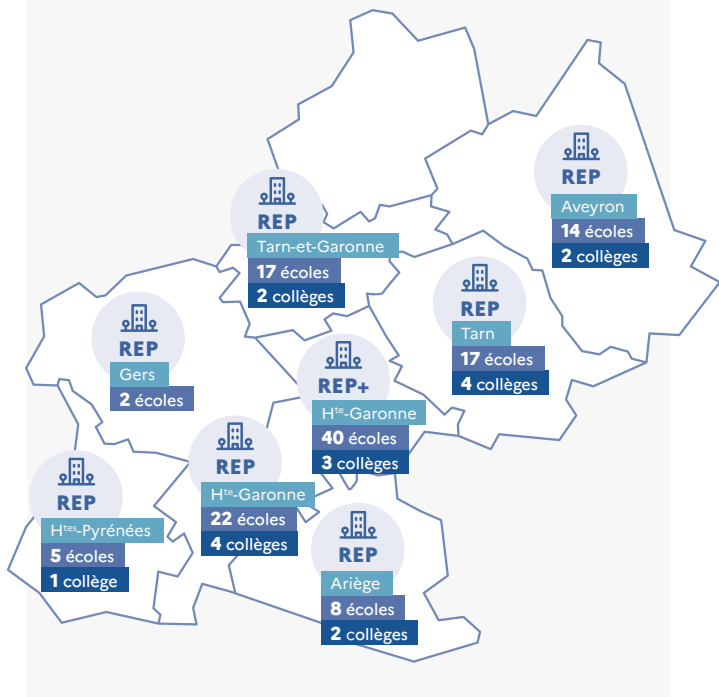 REP
Aveyron
14 écoles
2 collèges
REP
Tarn-et-Garonne
17 écoles
2 collèges
REP
Tarn
17 écoles
4 collèges
REP
Gers
2 écoles
REP+
Hte-Garonne
40 écoles
3 collèges
REP
Hte-Garonne
22 écoles
4 collèges
REP
Htes-Pyrénées
5 écoles
1 collège
REP
Ariège
8 écoles
2 collèges